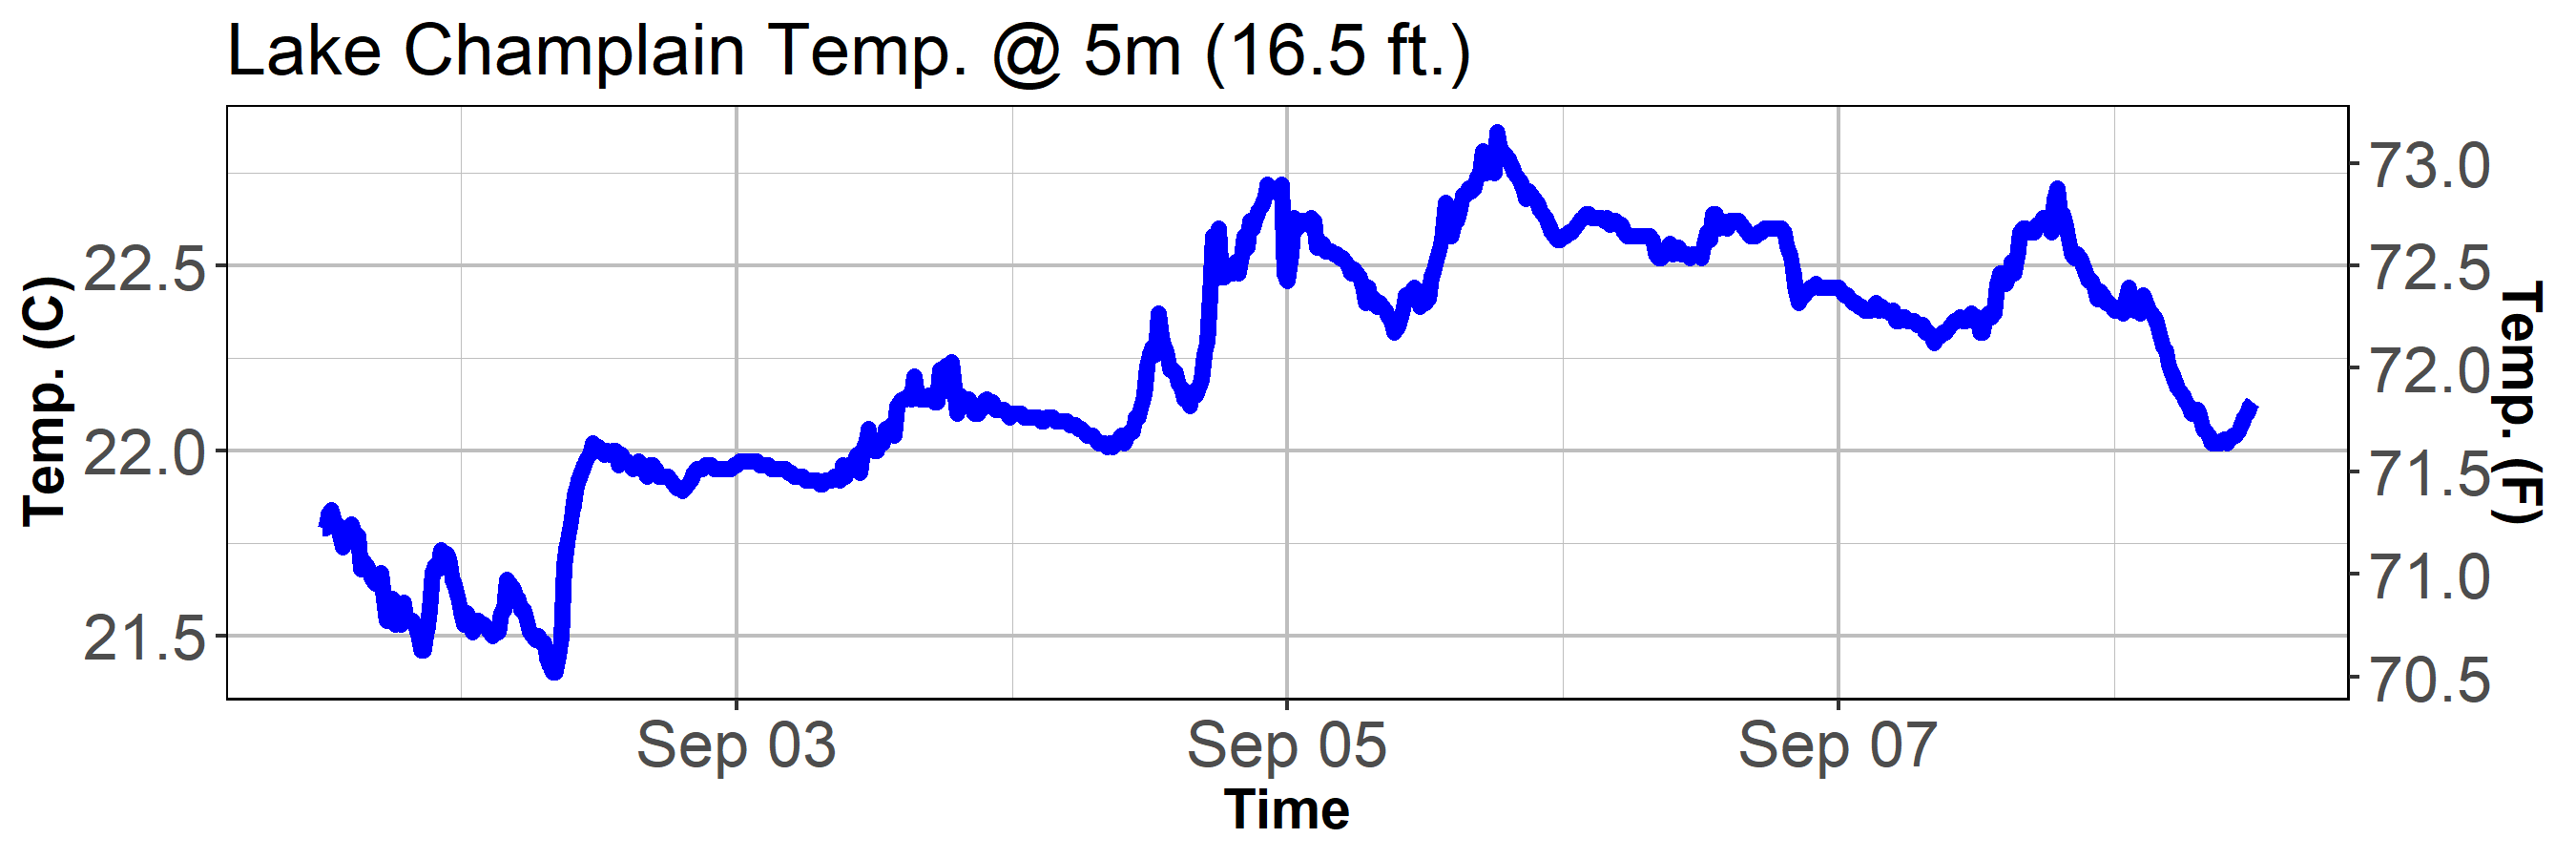 Lake Champlain Temp. @ 5m (16.5 ft.)
Temp. (C)
22.5
22.0
21.5
73.0
72.5
72.0
71.5
71.0
70.5
Temp. (F)
Sep 03 Sep 05 Sep 07
Time